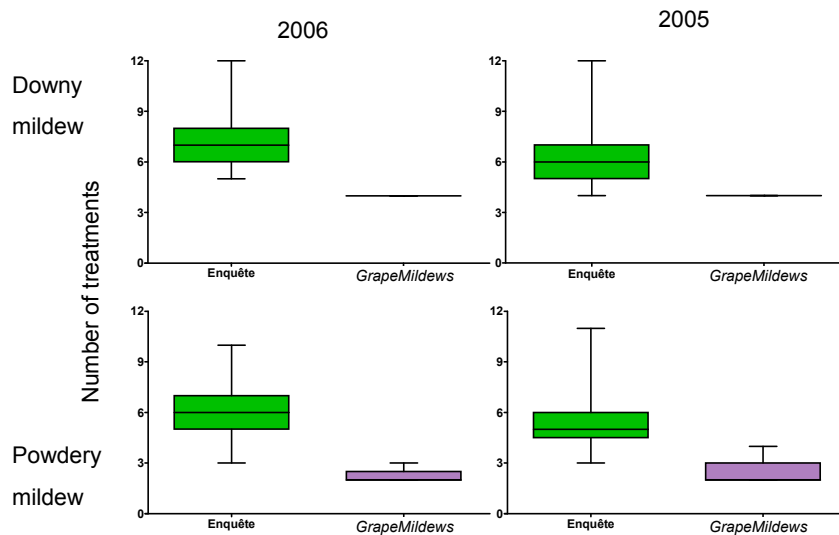 2006
2005
Downy
mildew
Number of treatments
12
9
6
3
0
Enquête
GrapeMildews
12
9
6
3
0
Enquête
GrapeMildews
Powdery
mildew
12
9
6
3
0
Enquête
GrapeMildews
12
9
6
3
0
Enquête
GrapeMildews